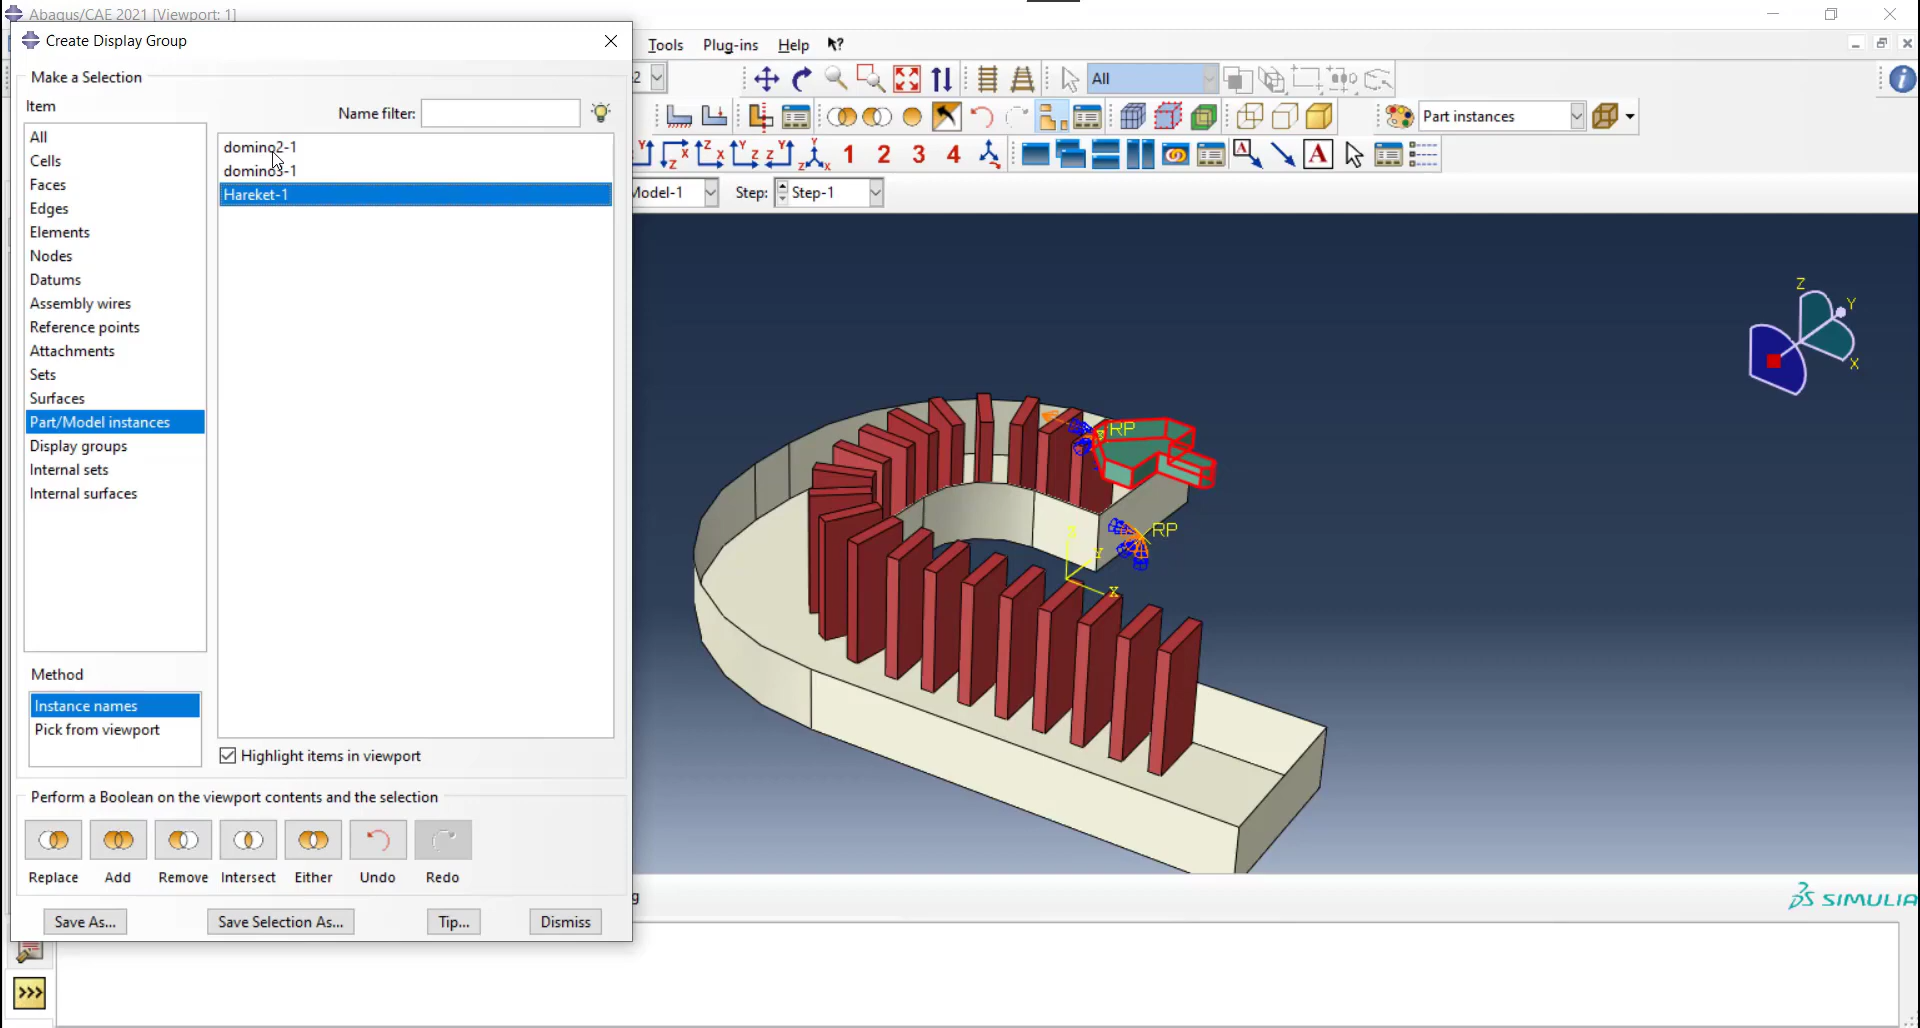 Abaqus/CAE 2021 [Viewport: 1]
Create Display Group
Tools Plug-ins Help
Make a Selection
2
All
Item
Name filter:
Part instances
All
Cells
Faces
Edges
Elements
Nodes
Datums
Assembly wires
Reference points
Attachments
Sets
Surfaces
Part/Model instances
Display groups
Internal sets
Internal surfaces
domino2-1
domino3-1
Hareket-1
1 2 3 4
A
Model-1 Step: Step-1
Z
Y
X
RP
RP
Y
X
Method
Instance names
Pick from viewport
Highlight items in viewport
Perform a Boolean on the viewport contents and the selection
Replace Add Remove Intersect Either Undo Redo
Save As... Save Selection As... Tip... Dismiss
g
SIMULIA
>>>